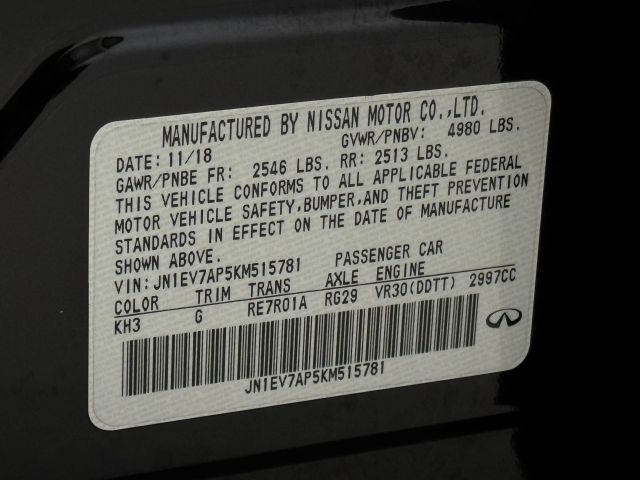 MANUFACTURED BY NISSAN MOTOR CO.,LTD.
DATE: 11/18 GVWR/PNBV: 4980 LBS.
GAWR/PNBE FR: 2546 LBS. RR: 2513 LBS.
THIS VEHICLE CONFORMS TO ALL APPLICABLE FEDERAL
MOTOR VEHICLE SAFETY,BUMPER,AND THEFT PREVENTION
STANDARDS IN EFFECT ON THE DATE OF MANUFACTURE
SHOWN ABOVE.
VIN: JN1EV7AP5KM515781 PASSENGER CAR
COLOR TRIM TRANS AXLE ENGINE
KH3 G RE7R01A RG29 VR30(DDTT) 2997CC
JN1EV7AP5KM515781